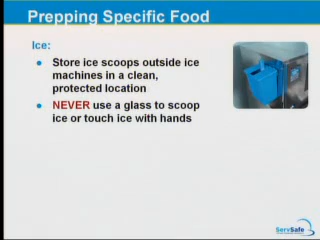 Prepping Specific Food
Ice:
● Store ice scoops outside ice
machines in a clean,
protected location
● NEVER use a glass to scoop
ice or touch ice with hands
ServSafe